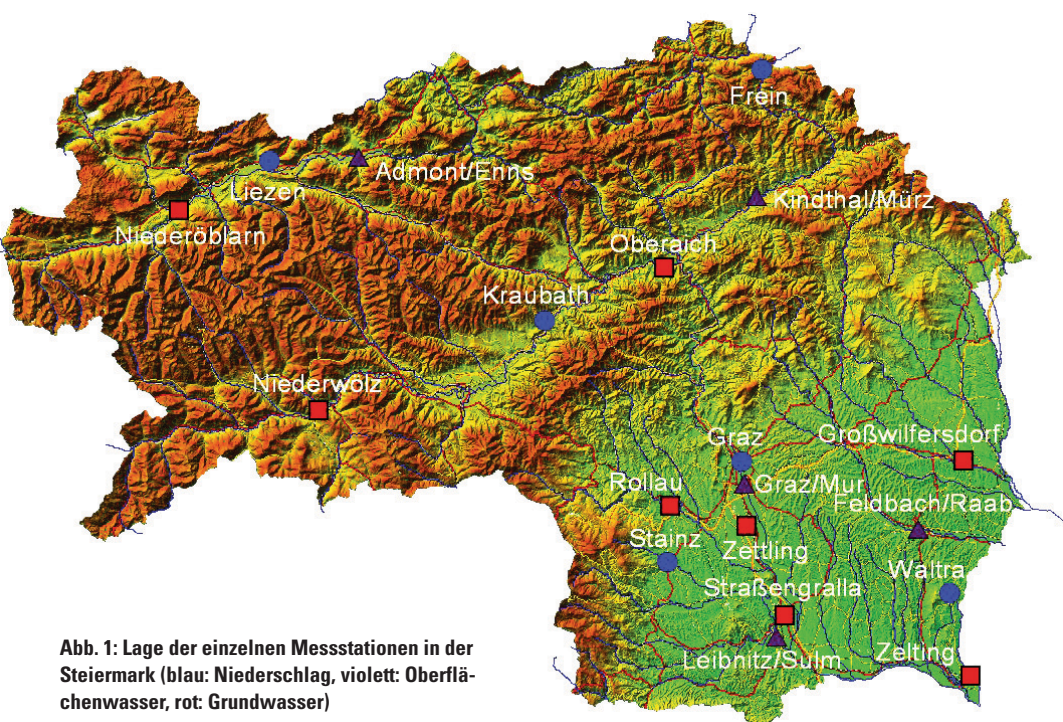 Frein
Admont/Enns
Liezen
Kindthal/Mürz
Niederöblarn
Oberaich
Kraubath
Niederwölz
Graz
Großwilfersdorf
Rollau
Graz/Mur
Feldbach/Raab
Stainz
Zettling
Waltra
Straßengralla
Leibnitz/Sulm
Zelting
Abb. 1: Lage der einzelnen Messstationen in der
Steiermark (blau: Niederschlag, violett: Oberflä-
chenwasser, rot: Grundwasser)